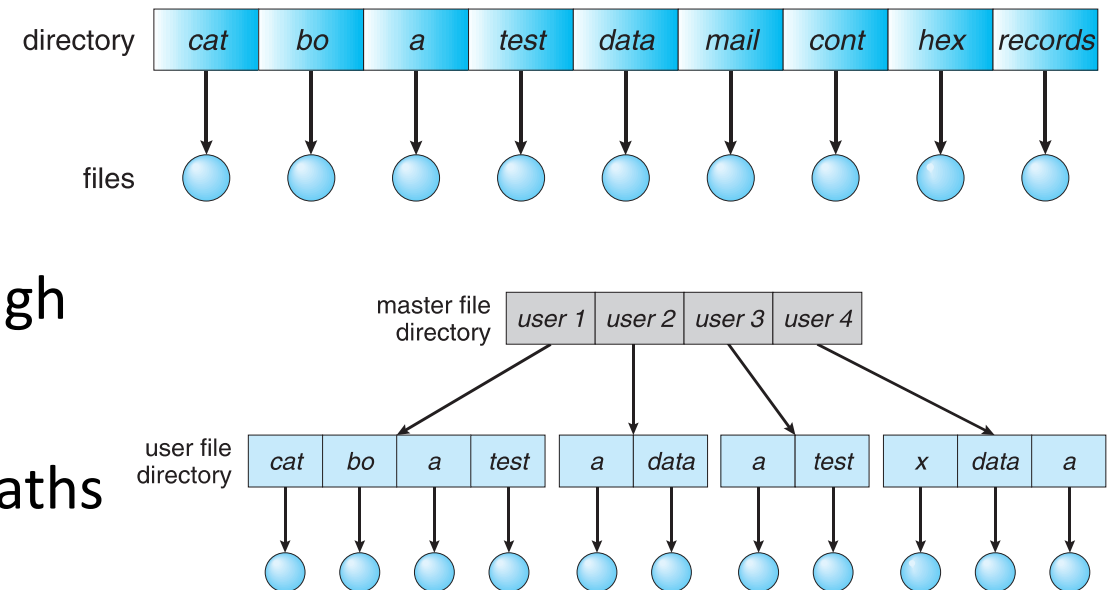 directory cat bo a test data mail cont hex records
files
gh
master file
directory
user 1 user 2 user 3 user 4
user file
directory
cat bo a test a data a test x data a
aths